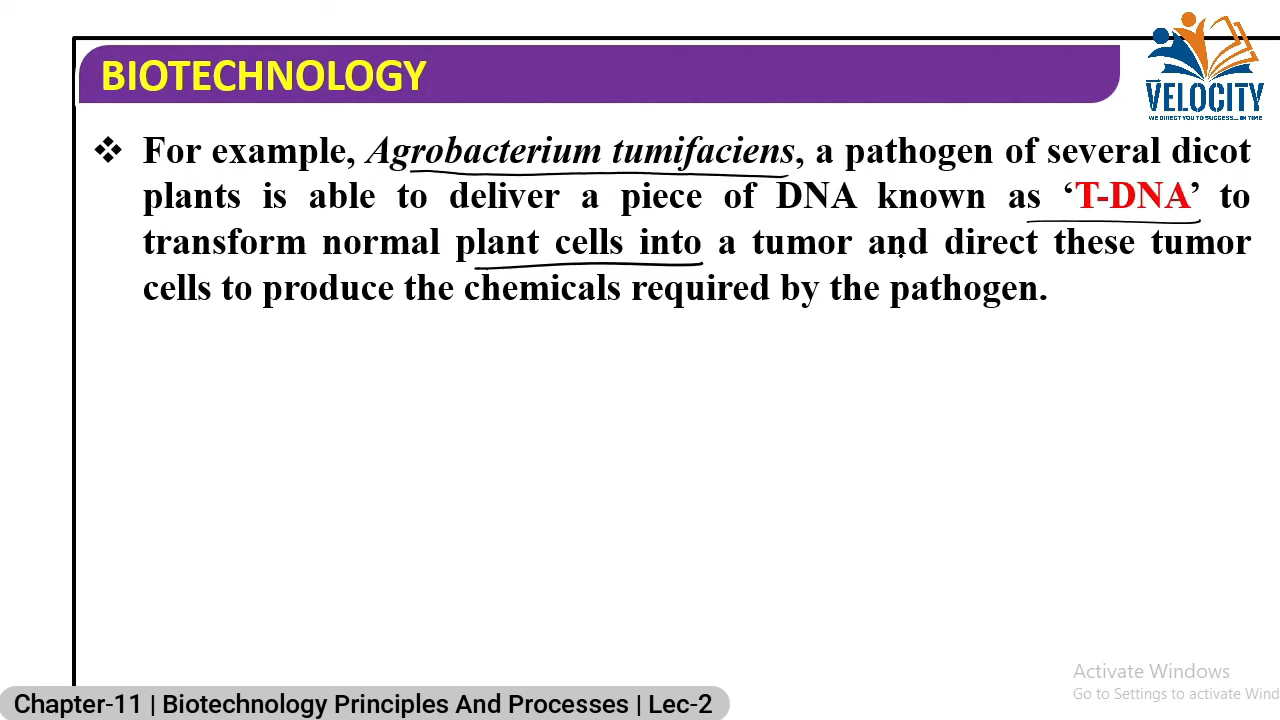 BIOTECHNOLOGY
VELOCITY
WE DIRECT YOU TO SUCCESS.... IN TIME
❖ For example, Agrobacterium tumifaciens, a pathogen of several dicot
plants is able to deliver a piece of DNA known as ‘T-DNA’ to
transform normal plant cells into a tumor and direct these tumor
cells to produce the chemicals required by the pathogen.
Activate Windows
Go to Settings to activate Wind
Chapter-11 | Biotechnology Principles And Processes | Lec-2